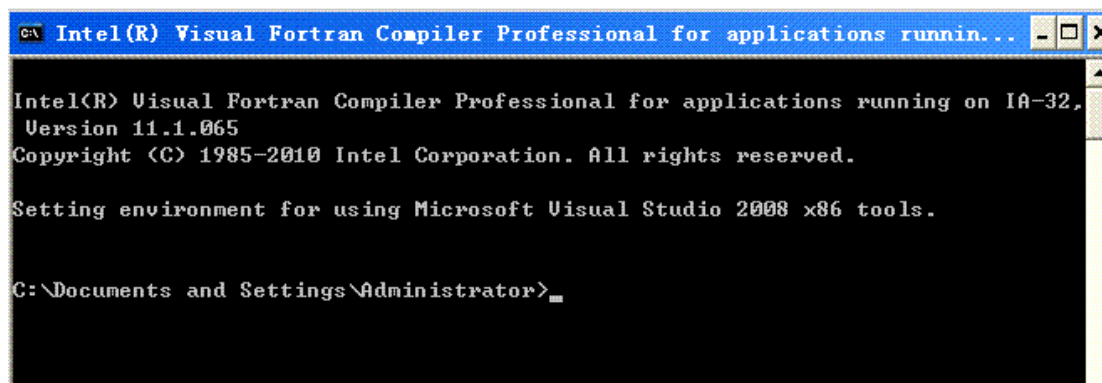 Intel(R) Visual Fortran Compiler Professional for applications runnin...
Intel(R) Visual Fortran Compiler Professional for applications running on IA-32,
 Version 11.1.065
Copyright (C) 1985-2010 Intel Corporation. All rights reserved.
Setting environment for using Microsoft Visual Studio 2008 x86 tools.
C:\Documents and Settings\Administrator>_